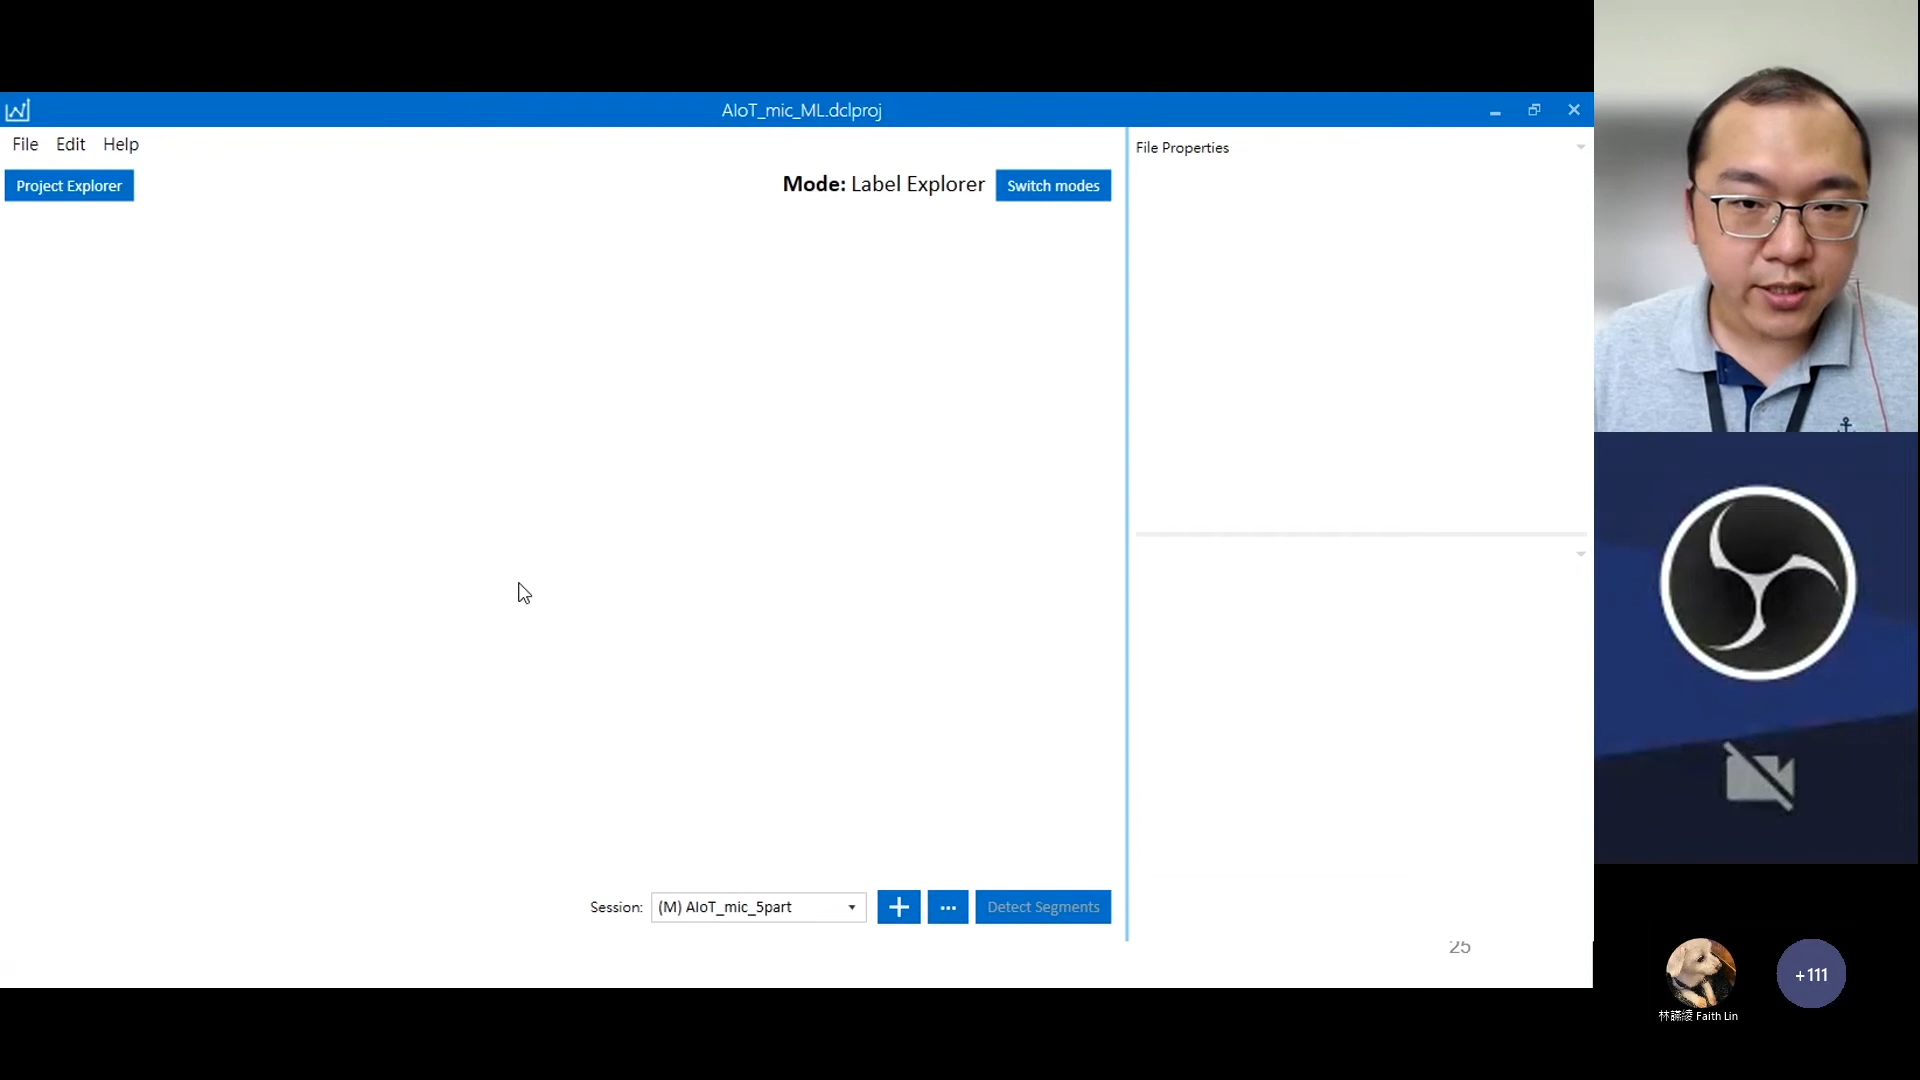 AIoT_mic_ML.dclproj
File Edit Help
Project Explorer
Mode: Label Explorer
Switch modes
File Properties
Session:
(M) AIoT_mic_5part
Detect Segments
25
+111
Faith Lin